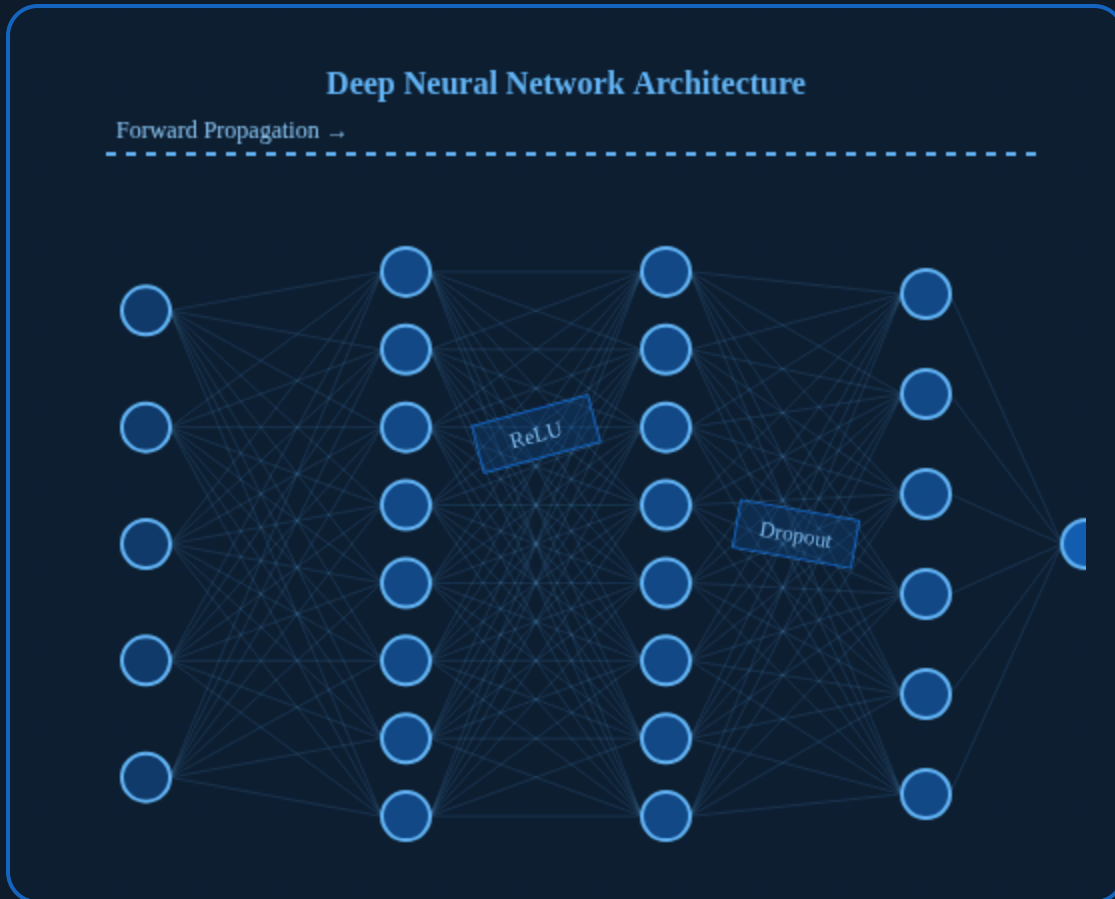 Deep Neural Network Architecture
Forward Propagation →
ReLU
Dropout